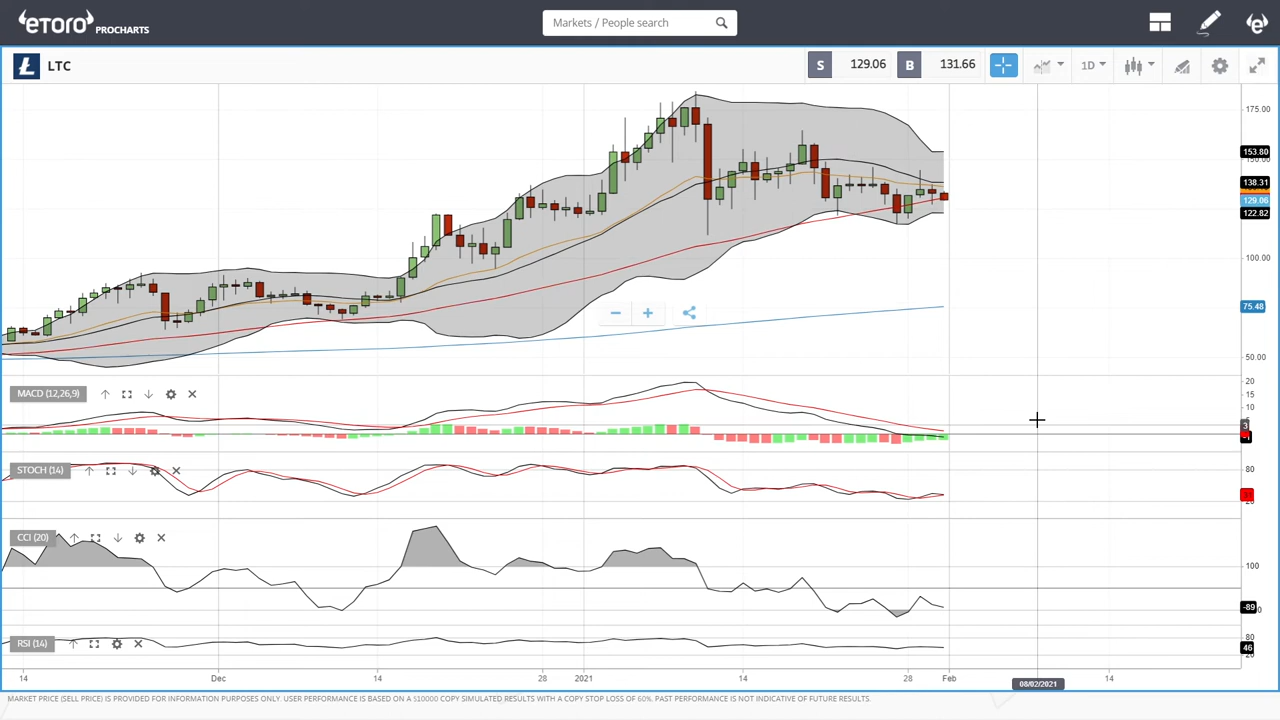 eToro PROCHARTS
Markets / People search
LTC
S 129.06 B 131.66
1D
175.00
153.80
138.31
129.06
122.82
100.00
75.48
50.00
MACD (12,26,9)
20
15
10
3
STOCH (14)
80
CCI (20)
100
-89
RSI (14)
80
46
14 Dec 14 28 2021 14 28 Feb 08/02/2021 14
MARKET PRICE (SELL PRICE) IS PROVIDED FOR INFORMATION PURPOSES ONLY. USER PERFORMANCE IS BASED ON A $10000 COPY SIMULATED RESULTS WITH A COPY STOP LOSS OF 60%. PAST PERFORMANCE IS NOT INDICATIVE OF FUTURE RESULTS.